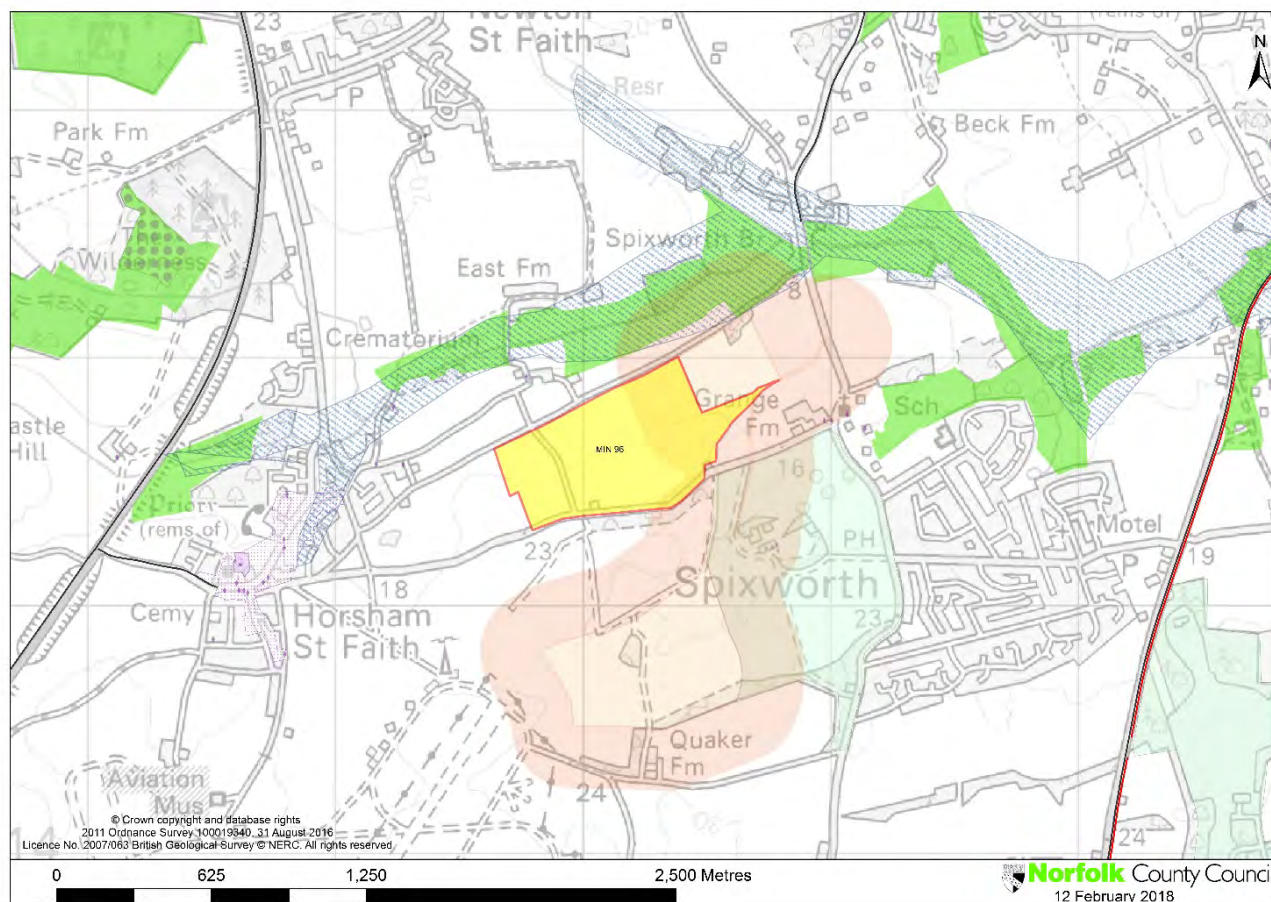 23
Newton
St Faith
N
P
Resr
Park Fm
Beck Fm
20
The
Wilderness
Spixworth Br
East Fm
8
Crematorium
Grange
Fm
Sch
MIN 96
Hill
16
Priory
(rems of)
Motel
23
PH
P
19
18
Spixworth
Cemy
Horsham
St Faith
23
Quaker
Fm
Aviation
Mus
24
24
14
© Crown copyright and database rights
2011 Ordnance Survey 100019340, 31 August 2016
Licence No. 2007/063 British Geological Survey © NERC. All rights reserved
0 625 1,250 2,500 Metres
Norfolk County Council
12 February 2018